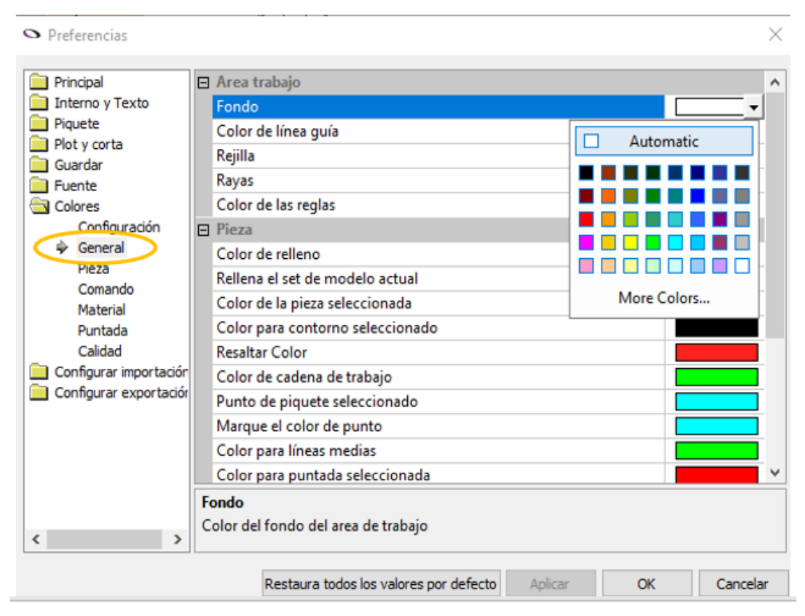 Preferencias
Principal
Interno y Texto
Piquete
Plot y corta
Guardar
Fuente
Colores
Configuración
General
Pieza
Comando
Material
Puntada
Calidad
Configurar importación
Configurar exportación
Area trabajo
Fondo
Color de línea guía
Rejilla
Rayas
Color de las reglas
Pieza
Color de relleno
Rellena el set de modelo actual
Color de la pieza seleccionada
Color para contorno seleccionado
Resaltar Color
Color de cadena de trabajo
Punto de piquete seleccionado
Marque el color de punto
Color para líneas medias
Color para puntada seleccionada
Automatic
More Colors...
Fondo
Color del fondo del area de trabajo
Restaura todos los valores por defecto
Aplicar
OK
Cancelar